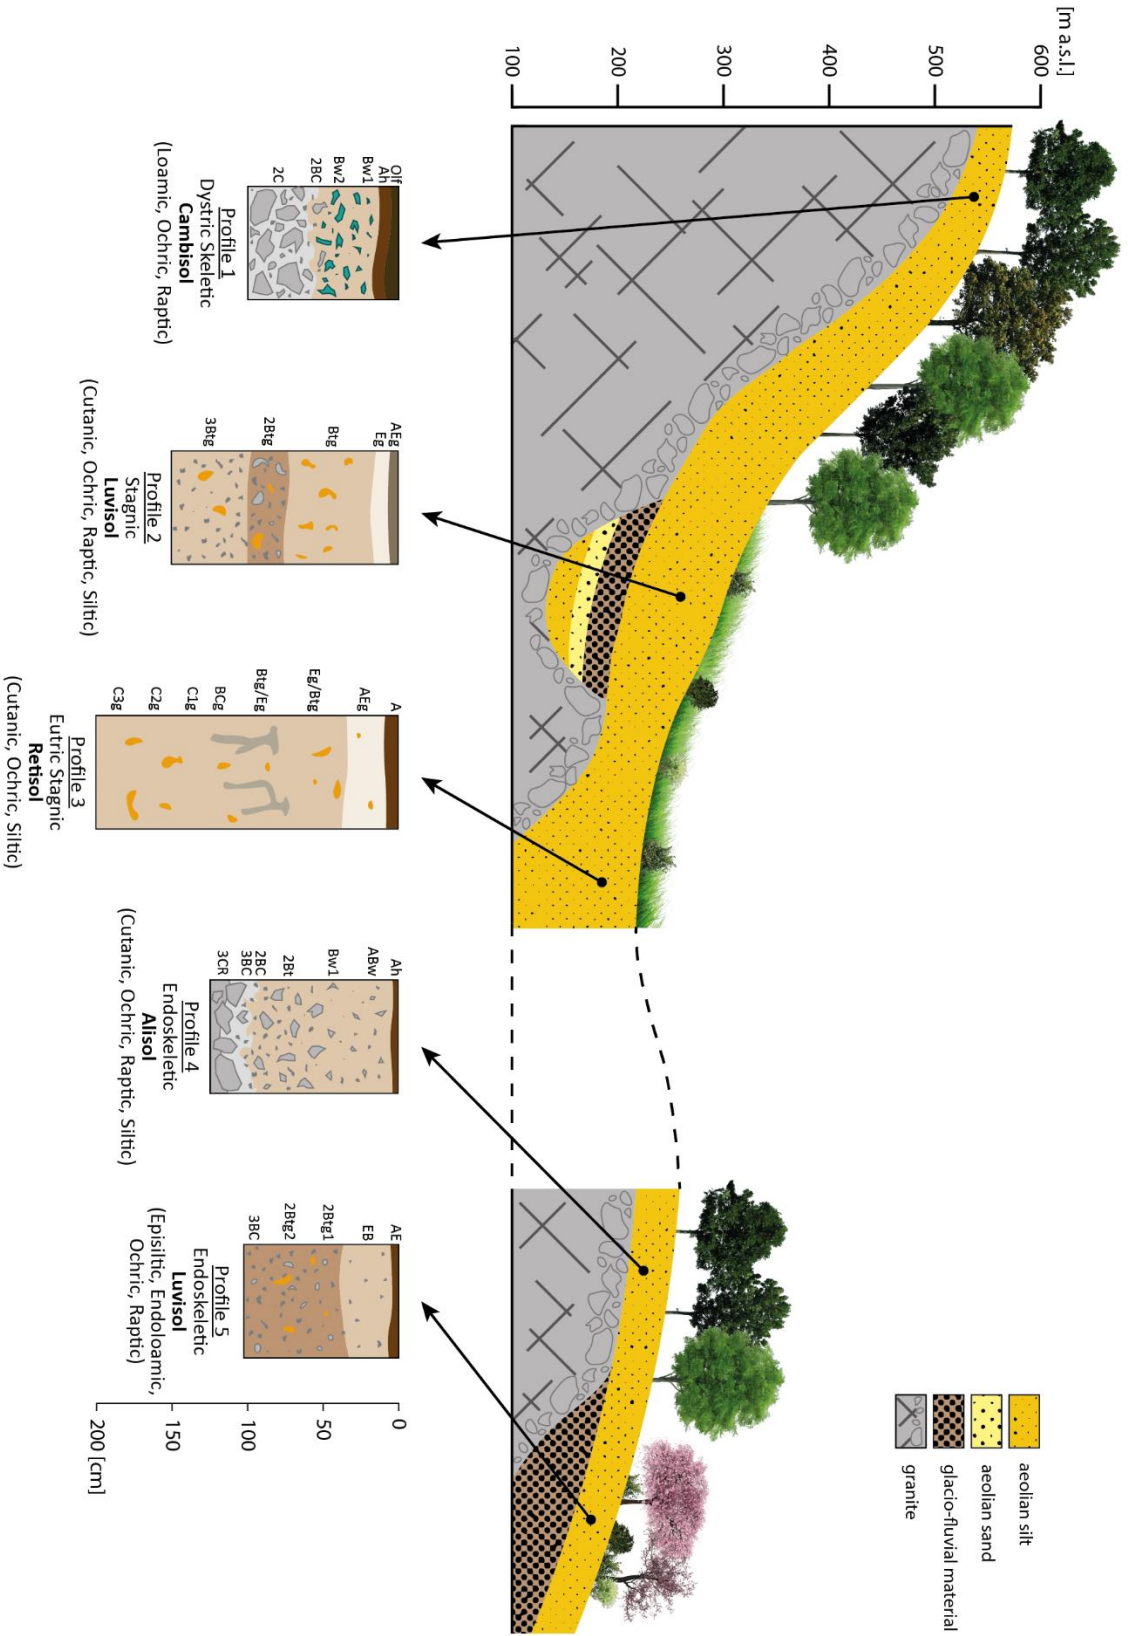 [m a.s.l.]
600
500
400
300
200
100
aeolian silt
aeolian sand
glacio-fluvial material
granite
Olf
Ah
Bw1
Bw2
2BC
2C
Profile 1
Dystric Skeletic
Cambisol
(Loamic, Ochric, Raptic)
AEg
Eg
Btg
2Btg
3Btg
Profile 2
Stagnic
Luvisol
(Cutanic, Ochric, Raptic, Siltic)
A
AEg
Eg/Btg
Btg/Eg
BCg
C1g
C2g
C3g
Profile 3
Eutric Stagnic
Retisol
(Cutanic, Ochric, Siltic)
Ah
ABw
Bw1
2Bt
2BC
3BC
3CR
Profile 4
Endoskeletic
Alisol
(Cutanic, Ochric, Raptic, Siltic)
AE
EB
2Btg1
2Btg2
3BC
Profile 5
Endoskeletic
Luvisol
(Episiltic, Endoloamic,
Ochric, Raptic)
0
50
100
150
200 [cm]